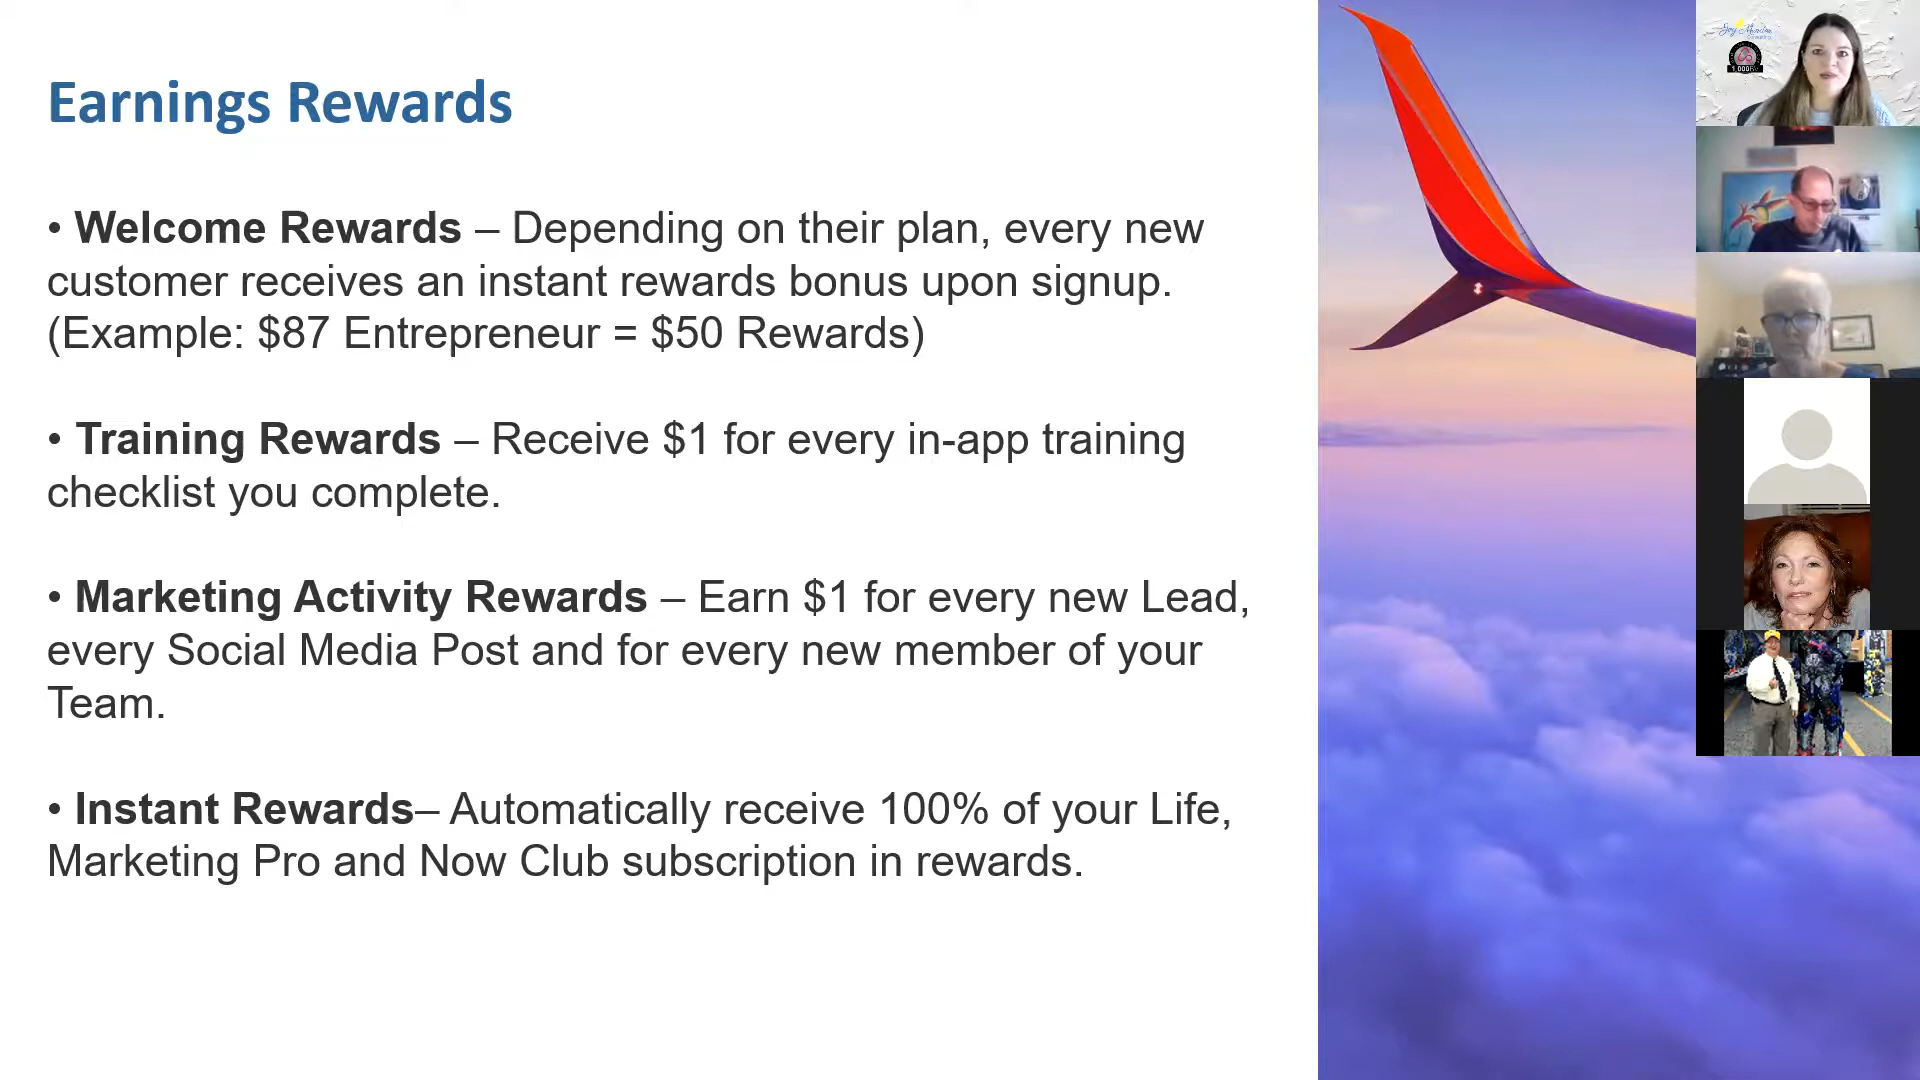 Earnings Rewards
• Welcome Rewards – Depending on their plan, every new
customer receives an instant rewards bonus upon signup.
(Example: $87 Entrepreneur = $50 Rewards)
• Training Rewards – Receive $1 for every in-app training
checklist you complete.
• Marketing Activity Rewards – Earn $1 for every new Lead,
every Social Media Post and for every new member of your
Team.
• Instant Rewards– Automatically receive 100% of your Life,
Marketing Pro and Now Club subscription in rewards.